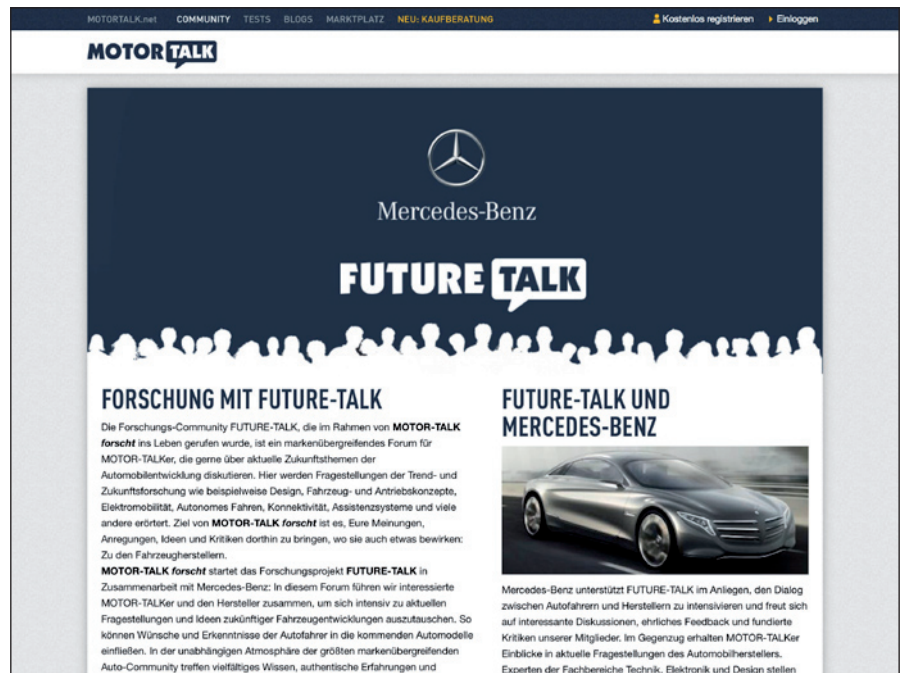 MOTORTALK.net COMMUNITY TESTS BLOGS MARKTPLATZ NEU: KAUFBERATUNG Kostenlos registrieren Einloggen
MOTOR TALK
Mercedes-Benz
FUTURE TALK
FORSCHUNG MIT FUTURE-TALK
Die Forschungs-Community FUTURE-TALK, die im Rahmen von MOTOR-TALK
forscht ins Leben gerufen wurde, ist ein markenübergreifendes Forum für
MOTOR-TALKer, die gerne über aktuelle Zukunftsthemen der
Automobilentwicklung diskutieren. Hier werden Fragestellungen der Trend- und
Zukunftsforschung wie beispielweise Design, Fahrzeug- und Antriebskonzepte,
Elektromobilität, Autonomes Fahren, Konnektivität, Assistenzsysteme und viele
andere erörtert. Ziel von MOTOR-TALK forscht ist es, Eure Meinungen,
Anregungen, Ideen und Kritiken dorthin zu bringen, wo sie auch etwas bewirken:
Zu den Fahrzeugherstellern.
MOTOR-TALK forscht startet das Forschungsprojekt FUTURE-TALK in
Zusammenarbeit mit Mercedes-Benz: In diesem Forum führen wir interessierte
MOTOR-TALKer und den Hersteller zusammen, um sich intensiv zu aktuellen
Fragestellungen und Ideen zukünftiger Fahrzeugentwicklungen auszutauschen. So
können Wünsche und Erkenntnisse der Autofahrer in die kommenden Automodelle
einfließen. In der unabhängigen Atmosphäre der größten markenübergreifenden
Auto-Community treffen vielfältiges Wissen, authentische Erfahrungen und
FUTURE-TALK UND
MERCEDES-BENZ
Mercedes-Benz unterstützt FUTURE-TALK im Anliegen, den Dialog
zwischen Autofahrern und Herstellern zu intensivieren und freut sich
auf interessante Diskussionen, ehrliches Feedback und fundierte
Kritiken unserer Mitglieder. Im Gegenzug erhalten MOTOR-TALKer
Einblicke in aktuelle Fragestellungen des Automobilherstellers.
Experten der Fachbereiche Technik, Elektronik und Design stellen